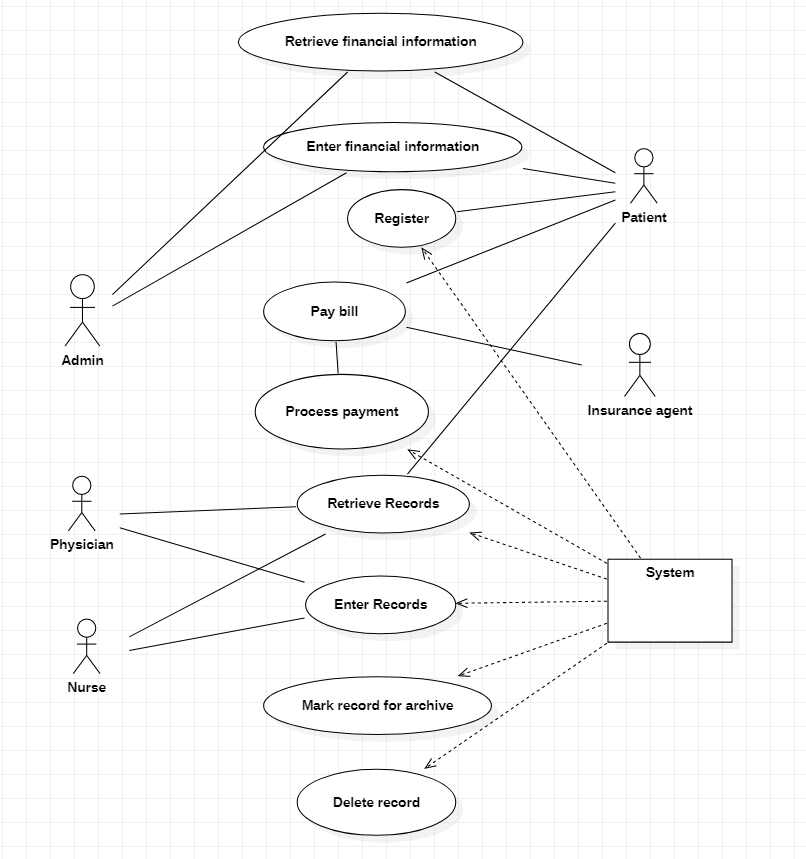 Retrieve financial information
Enter financial information
Register
Patient
Pay bill
Admin
Process payment
Insurance agent
Retrieve Records
Physician
System
Enter Records
Nurse
Mark record for archive
Delete record